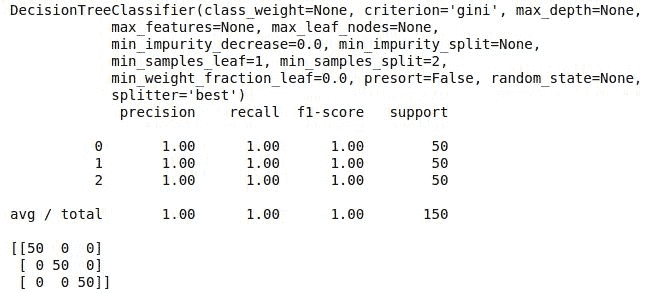 DecisionTreeClassifier(class_weight=None, criterion='gini', max_depth=None,
max_features=None, max_leaf_nodes=None,
min_impurity_decrease=0.0, min_impurity_split=None,
min_samples_leaf=1, min_samples_split=2,
min_weight_fraction_leaf=0.0, presort=False, random_state=None,
splitter='best')
precision recall f1-score support
0 1.00 1.00 1.00 50
1 1.00 1.00 1.00 50
2 1.00 1.00 1.00 50
avg / total 1.00 1.00 1.00 150
[[50 0 0]
[ 0 50 0]
[ 0 0 50]]